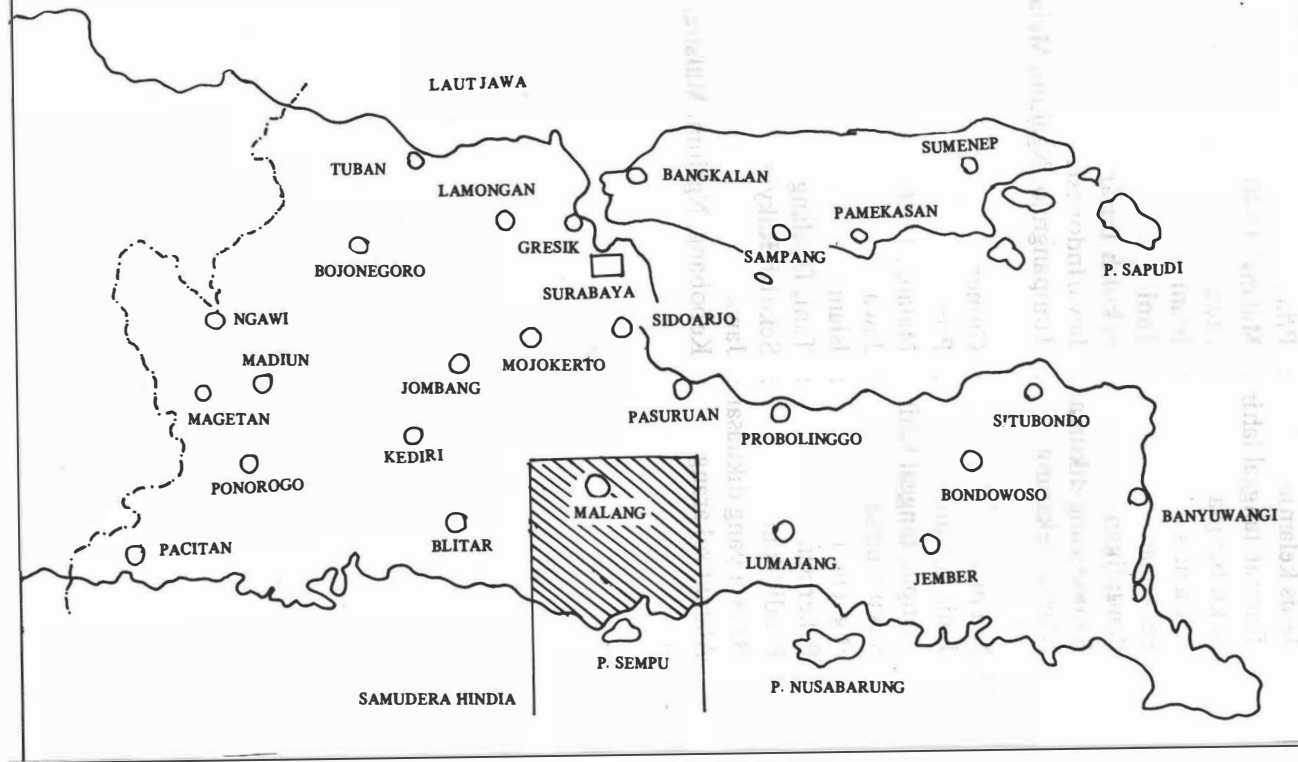 LAUT JAWA
TUBAN
LAMONGAN
BANGKALAN
SUMENEP
BOJONEGORO
GRESIK
SAMPANG
PAMEKASAN
P. SAPUDI
SURABAYA
NGAWI
SIDOARJO
MADIUN
MOJOKERTO
JOMBANG
MAGETAN
PASURUAN
PROBOLINGGO
SITUBONDO
KEDIRI
PONOROGO
BONDOWOSO
MALANG
BANYUWANGI
PACITAN
BLITAR
LUMAJANG
JEMBER
P. SEMPU
P. NUSABARUNG
SAMUDERA HINDIA